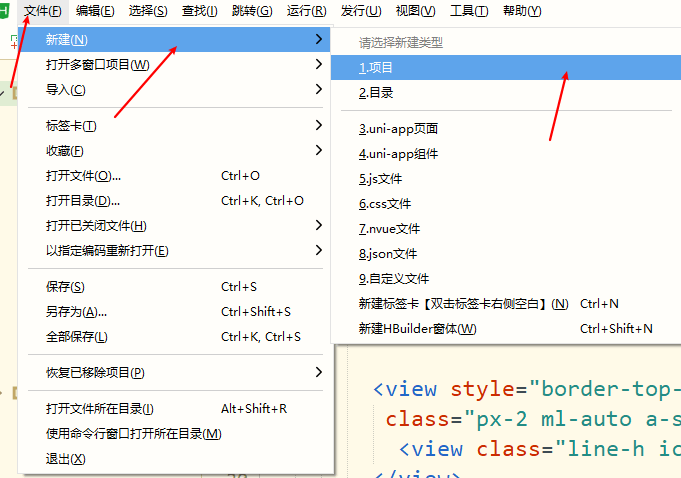 文件(F) 编辑(E) 选择(S) 查找(I) 跳转(G) 运行(R) 发行(U) 视图(V) 工具(T) 帮助(Y)
新建(N)
打开多窗口项目(W)
导入(C)
标签卡(T)
收藏(F)
打开文件(O)... Ctrl+O
打开目录(D)... Ctrl+K, Ctrl+O
打开已关闭文件(H)
以指定编码重新打开(E)
保存(S) Ctrl+S
另存为(A)... Ctrl+Shift+S
全部保存(L) Ctrl+K, Ctrl+S
恢复已移除项目(P)
打开文件所在目录(I) Alt+Shift+R
使用命令行窗口打开所在目录(M)
退出(X)
请选择新建类型
1.项目
2.目录
3.uni-app页面
4.uni-app组件
5.js文件
6.css文件
7.nvue文件
8.json文件
9.自定义文件
新建标签卡【双击标签卡右侧空白】(N) Ctrl+N
新建HBuilder窗体(W) Ctrl+Shift+N
<view style="border-top-
class="px-2 ml-auto a-s
<view class="line-h ic
</view>